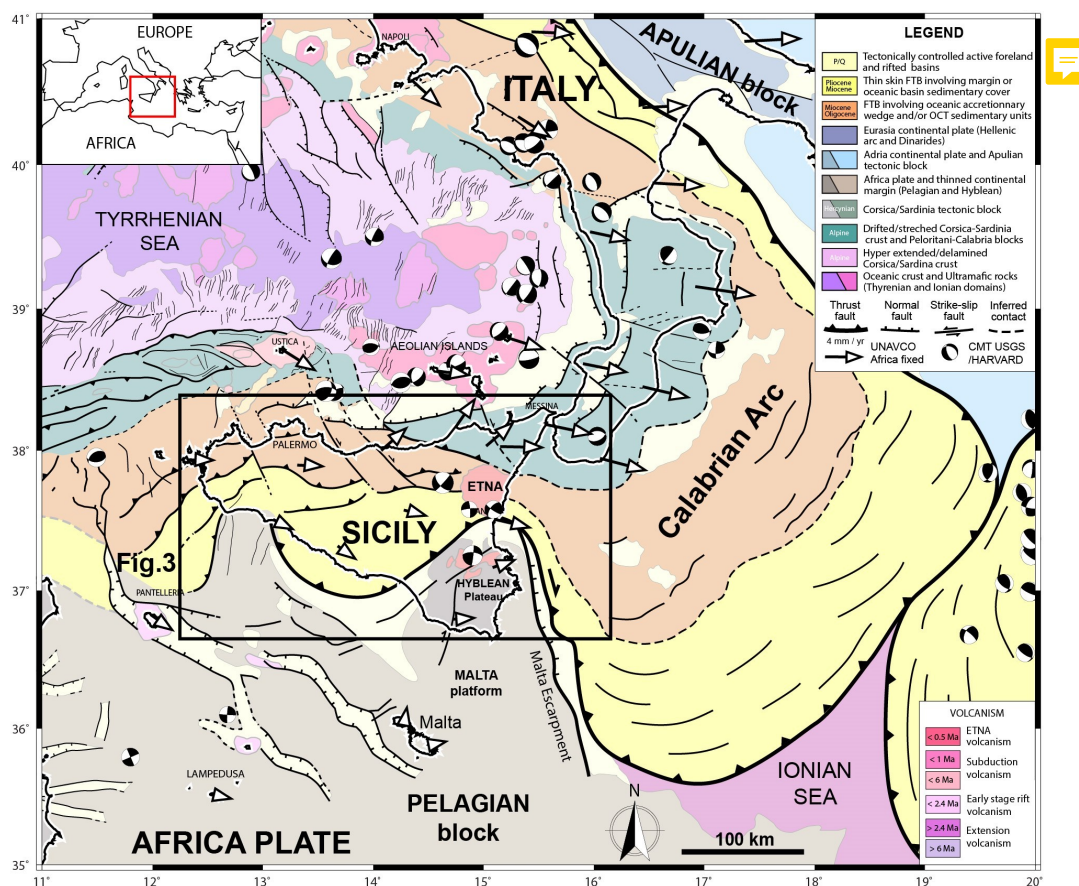 41°
40°
39°
38°
37°
36°
35°
11°
12°
13°
14°
15°
16°
17°
18°
19°
20°
EUROPE
AFRICA
NAPOLI
ITALY
APULIAN block
TYRRHENIAN
SEA
USTICA
AEOLIAN ISLANDS
MESSINA
PALERMO
ETNA
SICILY
Calabrian Arc
Fig.3
PANTELLERIA
HYBLEAN
Plateau
MALTA
platform
Malta Escarpment
Malta
LAMPEDUSA
PELAGIAN
block
AFRICA PLATE
IONIAN
SEA
N
100 km
LEGEND
P/Q
Tectonically controlled active foreland
and rifted basins
Pliocene
Miocene
Thin skin FTB involving margin or
oceanic basin sedimentary cover
Miocene
Oligocene
FTB involving oceanic accretionnary
wedge and/or OCT sedimentary units
Eurasia continental plate (Hellenic
arc and Dinarides)
Adria continental plate and Apulian
tectonic block
Africa plate and thinned continental
margin (Pelagian and Hyblean)
Hercynian
Corsica/Sardinia tectonic block
Alpine
Drifted/streched Corsica-Sardinia
crust and Peloritani-Calabria blocks
Alpine
Hyper extended/delamined
Corsica/Sardina crust
Oceanic crust and Ultramafic rocks
(Thyrenian and Ionian domains)
Thrust
fault
Normal
fault
Strike-slip
fault
Inferred
contact
4 mm / yr
UNAVCO
Africa fixed
CMT USGS
/HARVARD
VOLCANISM
< 0.5 Ma
ETNA
volcanism
< 1 Ma
Subduction
volcanism
< 6 Ma
< 2.4 Ma
Early stage rift
volcanism
> 2.4 Ma
Extension
volcanism
> 6 Ma